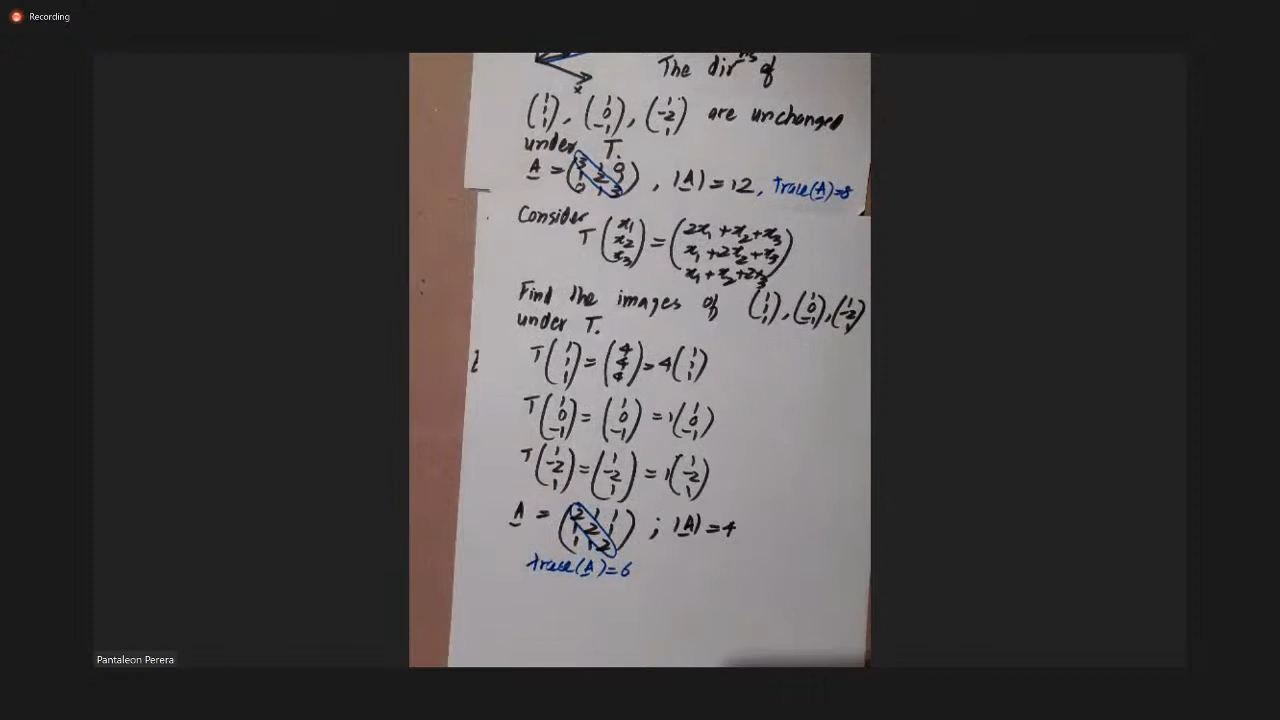 Recording
The dirⁿˢ of
x
(1 1 1), (1 0 -1), (1 -2 1) are unchanged
under T.
A = (3 1 0
1 2 1
0 1 3), |A| = 12, trace(A)=8
Consider
T(x₁ x₂ x₃) = (2x₁+x₂+x₃
x₁+2x₂+x₃
x₁+x₂+2x₃)
Find the images of (1 1 1), (1 0 -1), (1 -2 1)
under T.
T(1 1 1) = (4 4 4) = 4(1 1 1)
T(1 0 -1) = (1 0 -1) = 1(1 0 -1)
T(1 -2 1) = (1 -2 1) = 1(1 -2 1)
A = (2 1 1
1 2 1
1 1 2) ; |A| = 4
trace(A)=6
Pantaleon Perera